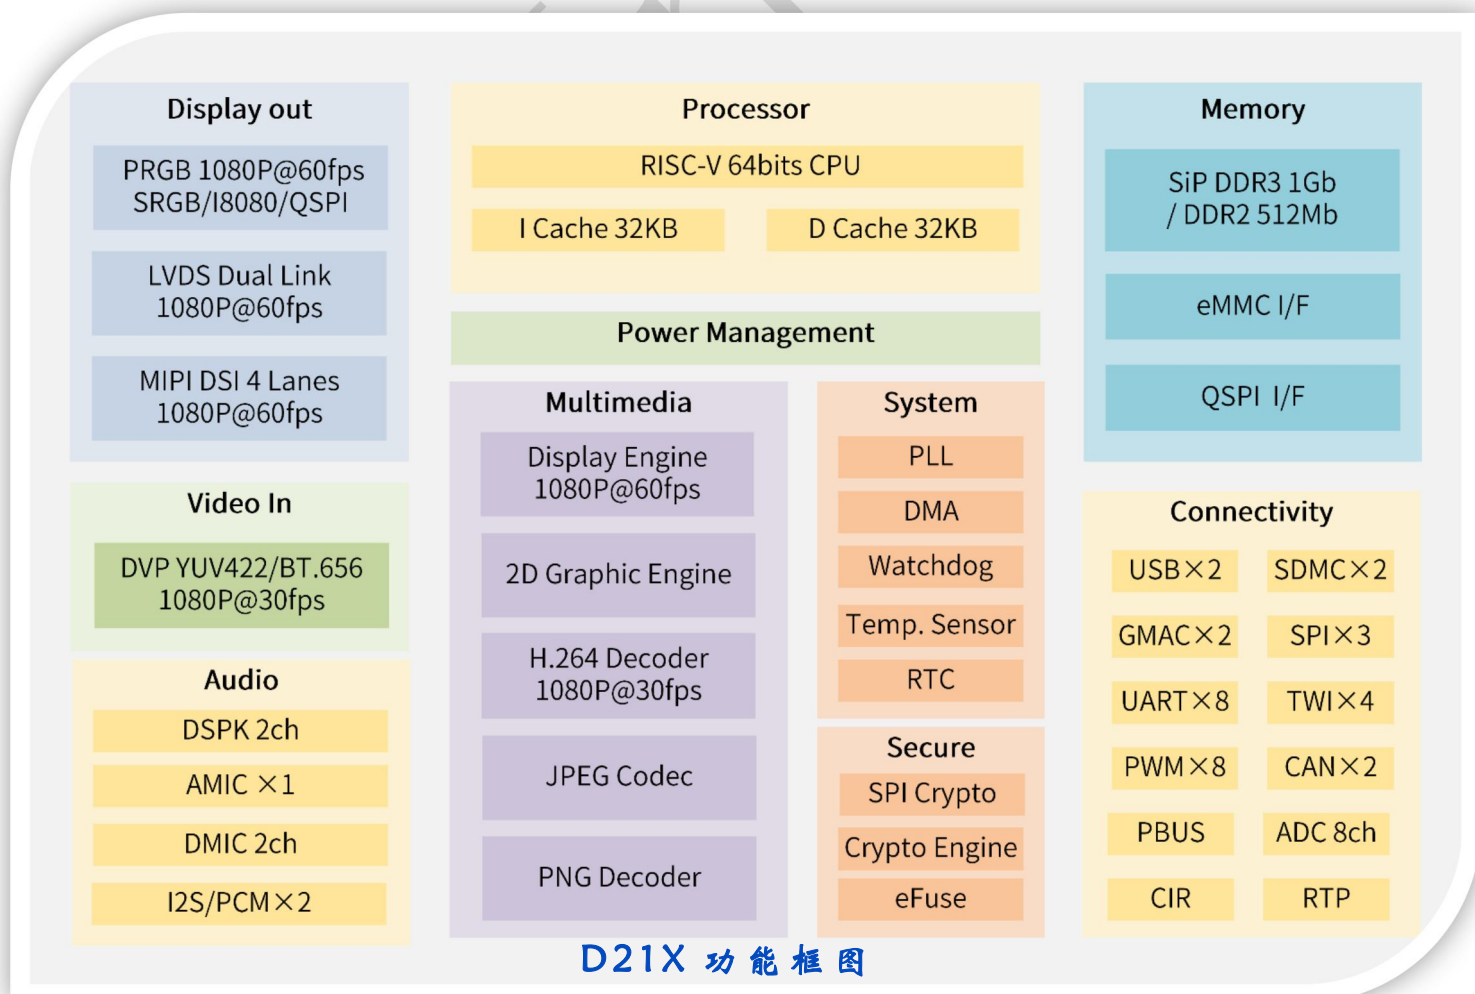 Display out
PRGB 1080P@60fps
SRGB/I8080/QSPI
LVDS Dual Link
1080P@60fps
MIPI DSI 4 Lanes
1080P@60fps
Video In
DVP YUV422/BT.656
1080P@30fps
Audio
DSPK 2ch
AMIC ×1
DMIC 2ch
I2S/PCM×2
Processor
RISC-V 64bits CPU
I Cache 32KB
D Cache 32KB
Power Management
Multimedia
Display Engine
1080P@60fps
2D Graphic Engine
H.264 Decoder
1080P@30fps
JPEG Codec
PNG Decoder
System
PLL
DMA
Watchdog
Temp. Sensor
RTC
Secure
SPI Crypto
Crypto Engine
eFuse
Memory
SiP DDR3 1Gb
/ DDR2 512Mb
eMMC I/F
QSPI I/F
Connectivity
USB×2
SDMC×2
GMAC×2
SPI×3
UART×8
TWI×4
PWM×8
CAN×2
PBUS
ADC 8ch
CIR
RTP
D21X 功能框图